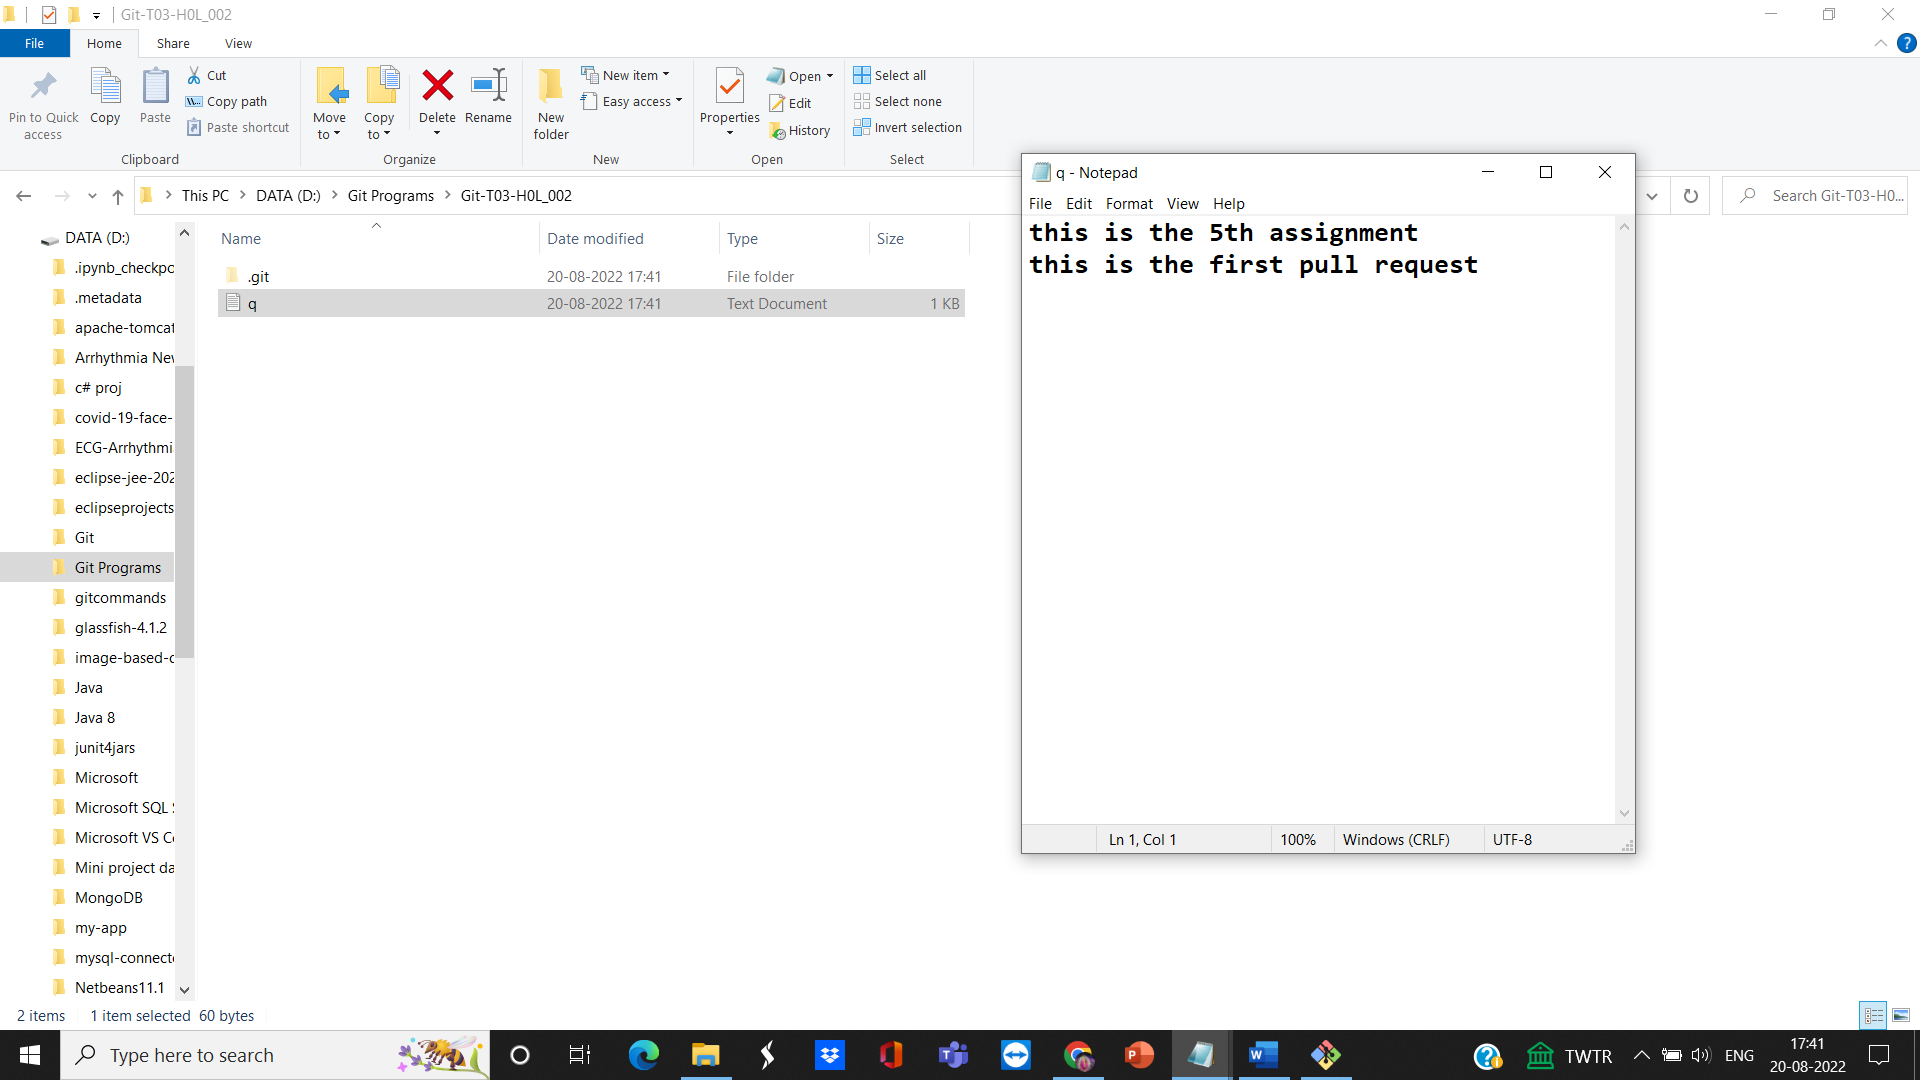 Git-T03-H0L_002
File
Home
Share
View
Pin to Quick access
Copy
Paste
Cut
Copy path
Paste shortcut
Clipboard
Move to
Copy to
Delete
Rename
Organize
New folder
New item
Easy access
New
Properties
Open
Edit
History
Open
Select all
Select none
Invert selection
Select
This PC > DATA (D:) > Git Programs > Git-T03-H0L_002
Search Git-T03-H0...
DATA (D:)
.ipynb_checkpo
.metadata
apache-tomcat
Arrhythmia Nev
c# proj
covid-19-face-
ECG-Arrhythmi
eclipse-jee-202
eclipseprojects
Git
Git Programs
gitcommands
glassfish-4.1.2
image-based-c
Java
Java 8
junit4jars
Microsoft
Microsoft SQL S
Microsoft VS Co
Mini project da
MongoDB
my-app
mysql-connecto
Netbeans11.1
Name Date modified Type Size
.git 20-08-2022 17:41 File folder
q 20-08-2022 17:41 Text Document 1 KB
q - Notepad
File Edit Format View Help
this is the 5th assignment
this is the first pull request
Ln 1, Col 1 100% Windows (CRLF) UTF-8
2 items 1 item selected 60 bytes
Type here to search
TWTR
ENG
17:41
20-08-2022